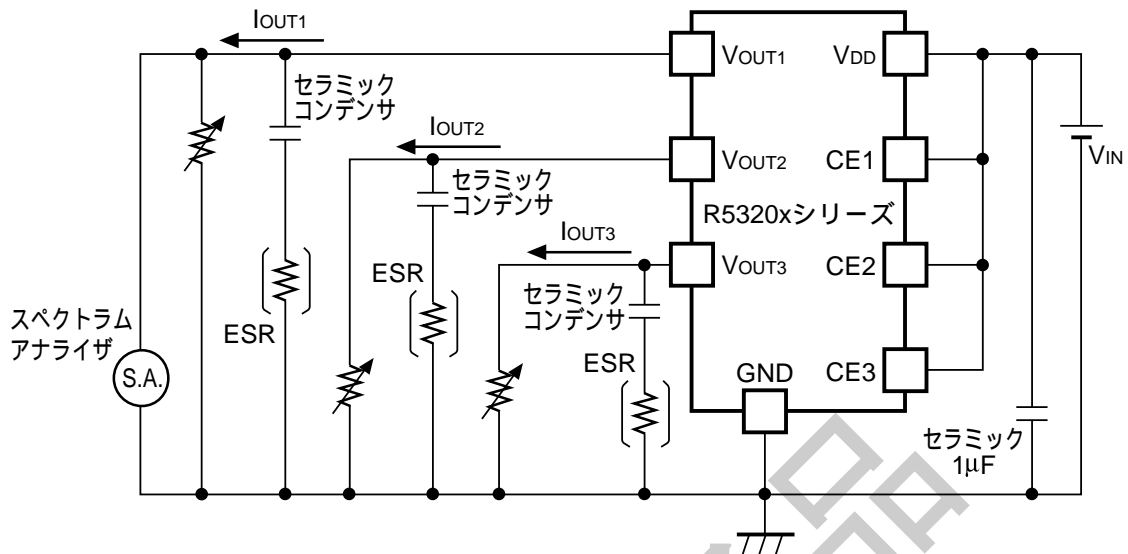 IOUT1
セラミック
コンデンサ
VOUT1
VDD
IOUT2
VOUT2
CE1
VIN
セラミック
コンデンサ
R5320xシリーズ
IOUT3
VOUT3
CE2
ESR
セラミック
コンデンサ
スペクトラム
アナライザ
ESR
S.A.
ESR
GND
CE3
セラミック
1μF
品